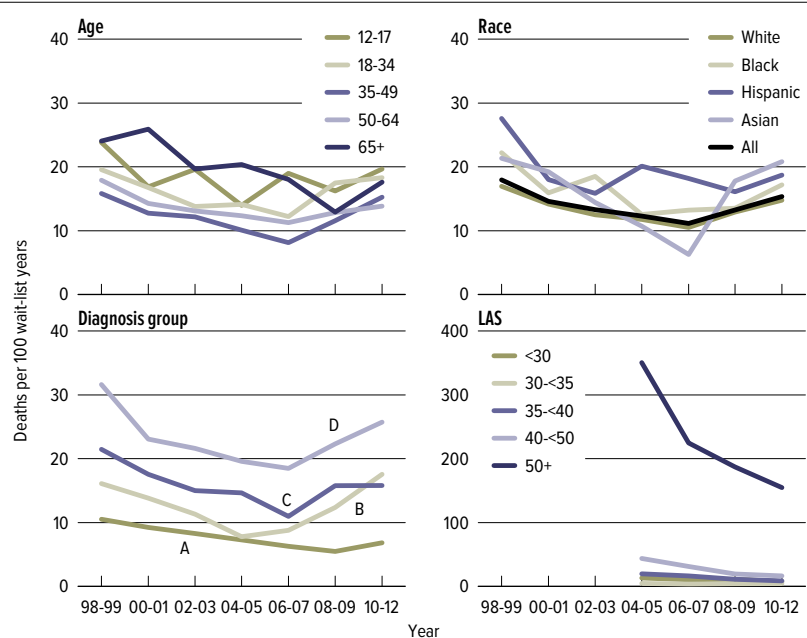 Deaths per 100 wait-list years
Age
40
30
20
10
0
12-17
18-34
35-49
50-64
65+
Race
40
30
20
10
0
White
Black
Hispanic
Asian
All
Diagnosis group
40
30
20
10
0
D
C
B
A
98-99 00-01 02-03 04-05 06-07 08-09 10-12
LAS
400
300
200
100
0
<30
30-<35
35-<40
40-<50
50+
98-99 00-01 02-03 04-05 06-07 08-09 10-12
Year